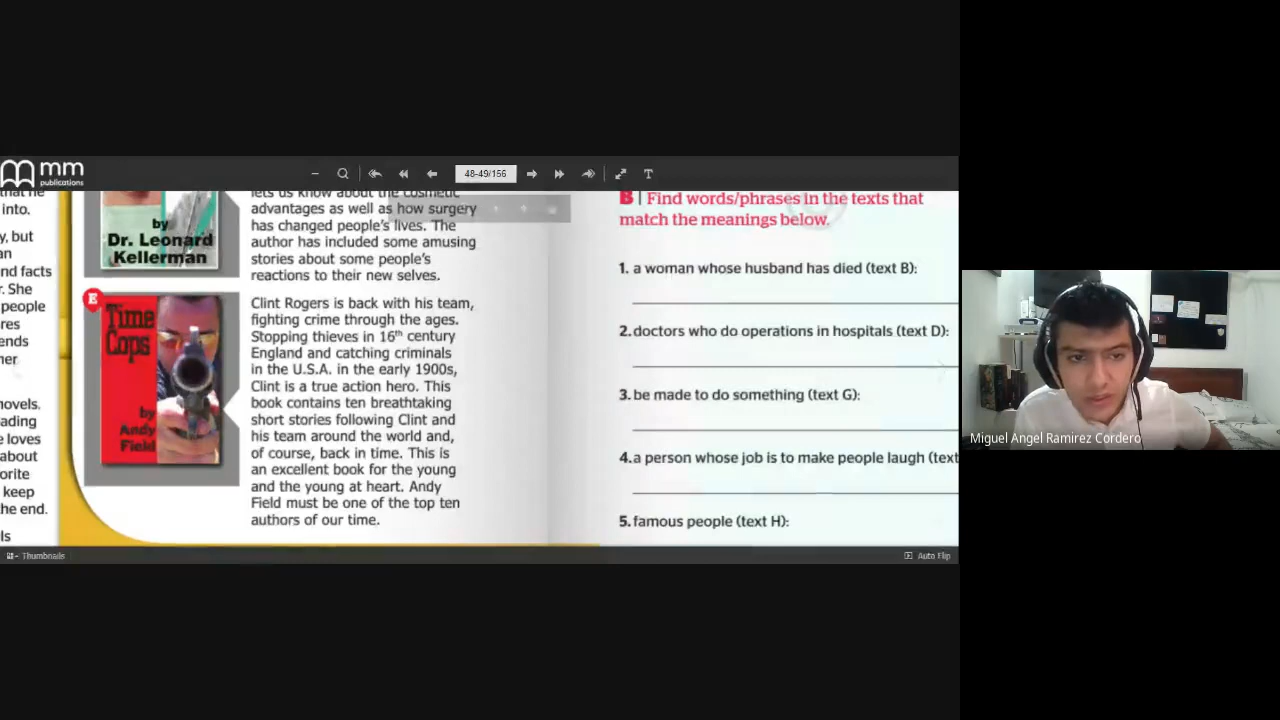 mm
publications
48-49/156
that he
into.
y, but
an
nd facts
r. She
people
res
ends
her
novels.
ading
e loves
about
orite
keep
he end.
ls
by
Dr. Leonard
Kellerman
lets us know about the cosmetic
advantages as well as how surgery
has changed people's lives. The
author has included some amusing
stories about some people's
reactions to their new selves.
E
Time
Cops
by
Andy
Field
Clint Rogers is back with his team,
fighting crime through the ages.
Stopping thieves in 16th century
England and catching criminals
in the U.S.A. in the early 1900s,
Clint is a true action hero. This
book contains ten breathtaking
short stories following Clint and
his team around the world and,
of course, back in time. This is
an excellent book for the young
and the young at heart. Andy
Field must be one of the top ten
authors of our time.
B | Find words/phrases in the texts that
match the meanings below.
1. a woman whose husband has died (text B):
2. doctors who do operations in hospitals (text D):
3. be made to do something (text G):
4. a person whose job is to make people laugh (text
5. famous people (text H):
Thumbnails
Auto Flip
Miguel Angel Ramirez Cordero